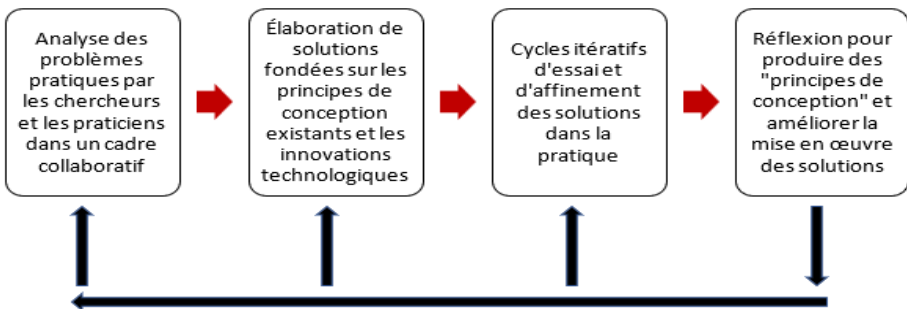 Analyse des
problèmes
pratiques par
les chercheurs
et les praticiens
dans un cadre
collaboratif
Élaboration de
solutions
fondées sur les
principes de
conception
existants et les
innovations
technologiques
Cycles itératifs
d'essai et
d'affinement
des solutions
dans la
pratique
Réflexion pour
produire des
"principes de
conception" et
améliorer la
mise en œuvre
des solutions